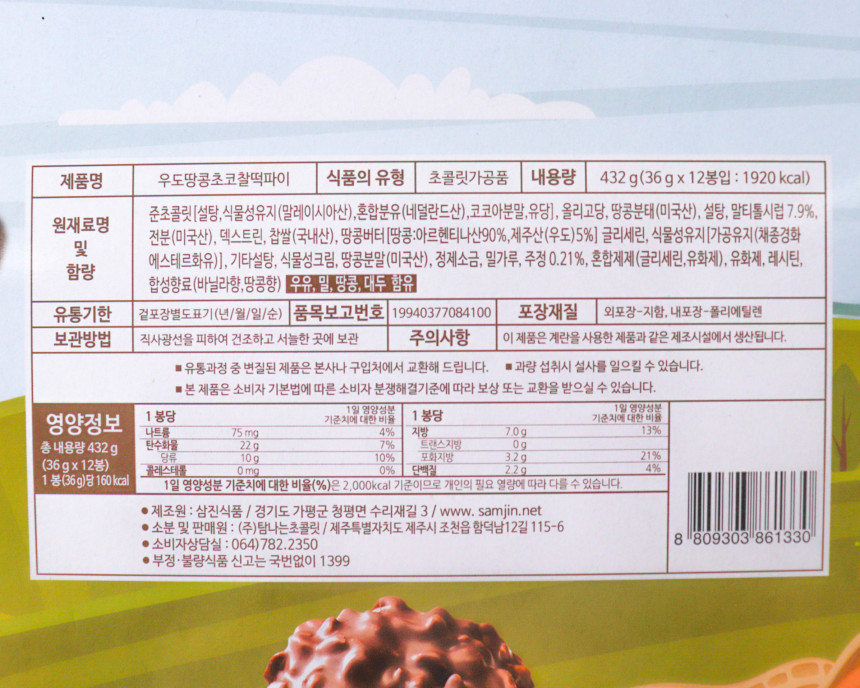 제품명 우도땅콩초코찰떡파이 식품의 유형 초콜릿가공품 내용량 432 g(36 g x 12봉입 : 1920 kcal)
원재료명 및 함량
준초콜릿[설탕,식물성유지(말레이시아산),혼합분유(네덜란드산),코코아분말,유당], 올리고당, 땅콩분태(미국산), 설탕, 말티톨시럽 7.9%,
전분(미국산), 덱스트린, 찹쌀(국내산), 땅콩버터[땅콩:아르헨티나산90%,제주산(우도)5%] 글리세린, 식물성유지[가공유지(채종경화
에스테르화유)], 기타설탕, 식물성크림, 땅콩분말(미국산), 정제소금, 밀가루, 주정 0.21%, 혼합제제(글리세린,유화제), 유화제, 레시틴,
합성향료(바닐라향,땅콩향) 우유, 밀, 땅콩, 대두 함유
유통기한 겉포장별도표기(년/월/일/순) 품목보고번호 19940377084100 포장재질 외포장-지함, 내포장-폴리에틸렌
보관방법 직사광선을 피하여 건조하고 서늘한 곳에 보관 주의사항 이 제품은 계란을 사용한 제품과 같은 제조시설에서 생산됩니다.
■ 유통과정 중 변질된 제품은 본사나 구입처에서 교환해 드립니다. ■ 과량 섭취시 설사를 일으킬 수 있습니다.
■ 본 제품은 소비자 기본법에 따른 소비자 분쟁해결기준에 따라 보상 또는 교환을 받으실 수 있습니다.
영양정보
총 내용량 432 g
(36 g x 12봉)
1 봉(36 g)당 160 kcal
1 봉당 1일 영양성분 기준치에 대한 비율 1 봉당 1일 영양성분 기준치에 대한 비율
나트륨 75 mg 4% 지방 7.0 g 13%
탄수화물 22 g 7% 트랜스지방 0 g
당류 10 g 10% 포화지방 3.2 g 21%
콜레스테롤 0 mg 0% 단백질 2.2 g 4%
1일 영양성분 기준치에 대한 비율(%)은 2,000kcal 기준이므로 개인의 필요 열량에 따라 다를 수 있습니다.
● 제조원 : 삼진식품 / 경기도 가평군 청평면 수리재길 3 / www. samjin.net
● 소분 및 판매원 : (주)탐나는초콜릿 / 제주특별자치도 제주시 조천읍 함덕남12길 115-6
● 소비자상담실 : 064)782.2350
● 부정·불량식품 신고는 국번없이 1399
8 809303 861330